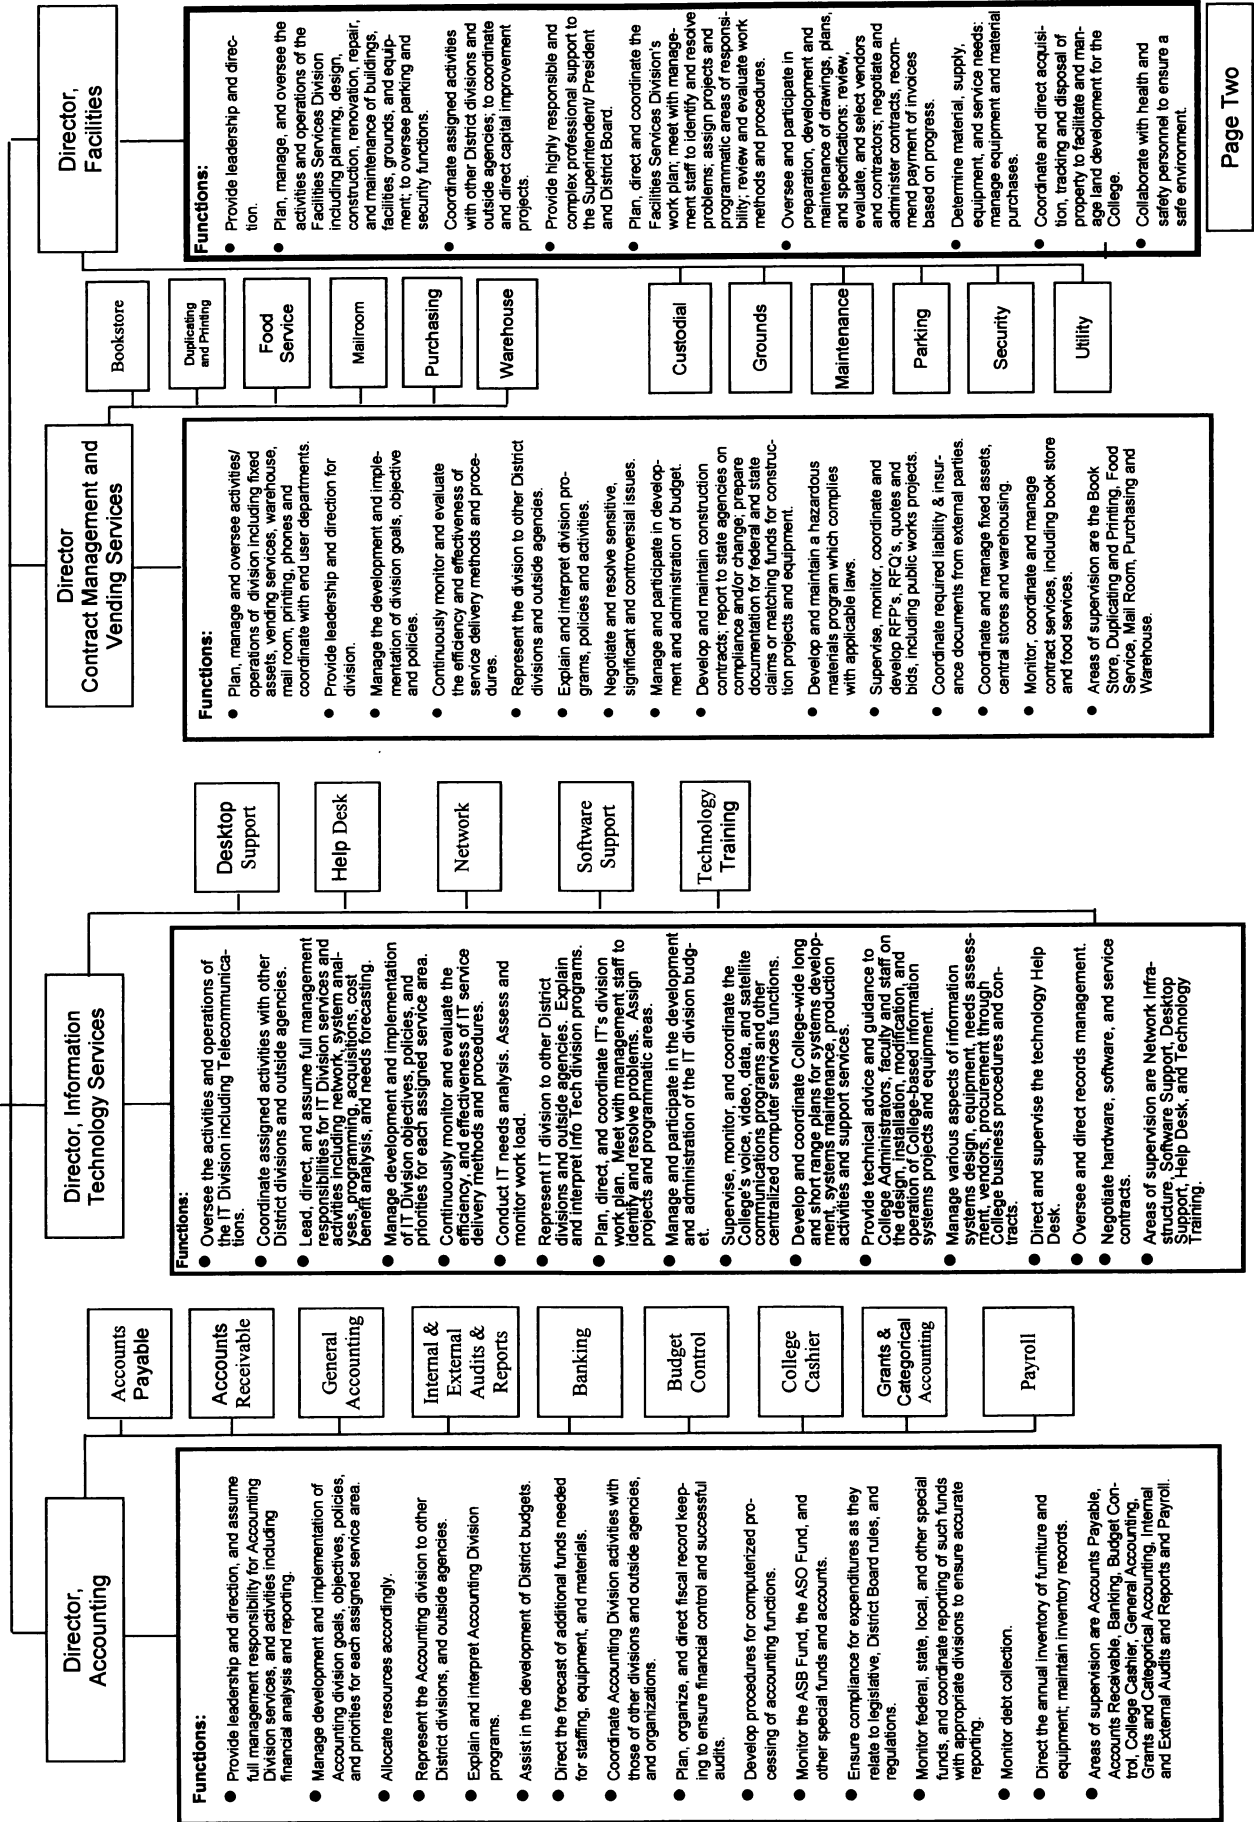 Director,
Accounting
Functions:
● Provide leadership and direction, and assume
full management responsibility for Accounting
Division services, and activities including
financial analysis and reporting.
● Manage development and implementation of
Accounting division goals, objectives, policies,
and priorities for each assigned service area.
● Allocate resources accordingly.
● Represent the Accounting division to other
District divisions, and outside agencies.
● Explain and interpret Accounting Division
programs.
● Assist in the development of District budgets.
● Direct the forecast of additional funds needed
for staffing, equipment, and materials.
● Coordinate Accounting Division activities with
those of other divisions and outside agencies,
and organizations.
● Plan, organize, and direct fiscal record keep-
ing to ensure financial control and successful
audits.
● Develop procedures for computerized pro-
cessing of accounting functions.
● Monitor the ASB Fund, the ASO Fund, and
other special funds and accounts.
● Ensure compliance for expenditures as they
relate to legislative, District Board rules, and
regulations.
● Monitor federal, state, local, and other special
funds, and coordinate reporting of such funds
with appropriate divisions to ensure accurate
reporting.
● Monitor debt collection.
● Direct the annual inventory of furniture and
equipment; maintain inventory records.
● Areas of supervision are Accounts Payable,
Accounts Receivable, Banking, Budget Con-
trol, College Cashier, General Accounting,
Grants and Categorical Accounting, Internal
and External Audits and Reports and Payroll.
Accounts
Payable
Accounts
Receivable
General
Accounting
Internal &
External
Audits &
Reports
Banking
Budget
Control
College
Cashier
Grants &
Categorical
Accounting
Payroll
Director, Information
Technology Services
Functions:
● Oversee the activities and operations of
the IT Division including Telecommunica-
tions.
● Coordinate assigned activities with other
District divisions and outside agencies.
● Lead, direct, and assume full management
responsibilities for IT Division services and
activities including network, system anal-
yses, programming, acquisitions, cost
benefit analysis, and needs forecasting.
● Manage development and implementation
of IT Division objectives, policies, and
priorities for each assigned service area.
● Continuously monitor and evaluate the
efficiency, and effectiveness of IT service
delivery methods and procedures.
● Conduct IT needs analysis. Assess and
monitor work load.
● Represent IT division to other District
divisions and outside agencies. Explain
and interpret Info Tech division programs.
● Plan, direct, and coordinate IT's division
work plan. Meet with management staff to
identify and resolve problems. Assign
projects and programmatic areas.
● Manage and participate in the development
and administration of the IT division budg-
et.
● Supervise, monitor, and coordinate the
College's voice, video, data, and satellite
communications programs and other
centralized computer services functions.
● Develop and coordinate College-wide long
and short range plans for systems develop-
ment, systems maintenance, production
activities and support services.
● Provide technical advice and guidance to
College Administrators, faculty and staff on
the design, installation, modification, and
operation of College-based information
systems projects and equipment.
● Manage various aspects of information
systems design, equipment, needs assess-
ment, vendors, procurement through
College business procedures and con-
tracts.
● Direct and supervise the technology Help
Desk.
● Oversee and direct records management.
● Negotiate hardware, software, and service
contracts.
● Areas of supervision are Network Infra-
structure, Software Support, Desktop
Support, Help Desk, and Technology
Training.
Desktop
Support
Help Desk
Network
Software
Support
Technology
Training
Director
Contract Management and
Vending Services
Functions:
● Plan, manage and oversee activities/
operations of division including fixed
assets, vending services, warehouse,
mail room, printing, phones and
coordinate with end user departments.
● Provide leadership and direction for
division.
● Manage the development and imple-
mentation of division goals, objective
and policies.
● Continuously monitor and evaluate
the efficiency and effectiveness of
service delivery methods and proce-
dures.
● Represent the division to other District
divisions and outside agencies.
● Explain and interpret division pro-
grams, policies and activities.
● Negotiate and resolve sensitive,
significant and controversial issues.
● Manage and participate in develop-
ment and administration of budget.
● Develop and maintain construction
contracts; report to state agencies on
compliance and/or change; prepare
documentation for federal and state
claims or matching funds for construc-
tion projects and equipment.
● Develop and maintain a hazardous
materials program which complies
with applicable laws.
● Supervise, monitor, coordinate and
develop RFP's, RFQ's, quotes and
bids, including public works projects.
● Coordinate required liability & insur-
ance documents from external parties.
● Coordinate and manage fixed assets,
central stores and warehousing.
● Monitor, coordinate and manage
contract services, including book store
and food services.
● Areas of supervision are the Book
Store, Duplicating and Printing, Food
Service, Mail Room, Purchasing and
Warehouse.
Bookstore
Duplicating
and Printing
Food
Service
Mailroom
Purchasing
Warehouse
Director,
Facilities
Functions:
● Provide leadership and direc-
tion.
● Plan, manage, and oversee the
activities and operations of the
Facilities Services Division
including planning, design,
construction, renovation, repair,
and maintenance of buildings,
facilities, grounds, and equip-
ment; to oversee parking and
security functions.
● Coordinate assigned activities
with other District divisions and
outside agencies; to coordinate
and direct capital improvement
projects.
● Provide highly responsible and
complex professional support to
the Superintendent/ President
and District Board.
● Plan, direct and coordinate the
Facilities Services Division's
work plan; meet with manage-
ment staff to identify and resolve
problems; assign projects and
programmatic areas of responsi-
bility; review and evaluate work
methods and procedures.
● Oversee and participate in
preparation, development and
maintenance of drawings, plans,
and specifications: review,
evaluate, and select vendors
and contractors; negotiate and
administer contracts, recom-
mend payment of invoices
based on progress.
● Determine material, supply,
equipment, and service needs:
manage equipment and material
purchases.
● Coordinate and direct acquisi-
tion, tracking and disposal of
property to facilitate and man-
age land development for the
College.
● Collaborate with health and
safety personnel to ensure a
safe environment.
Custodial
Grounds
Maintenance
Parking
Security
Utility
Page Two